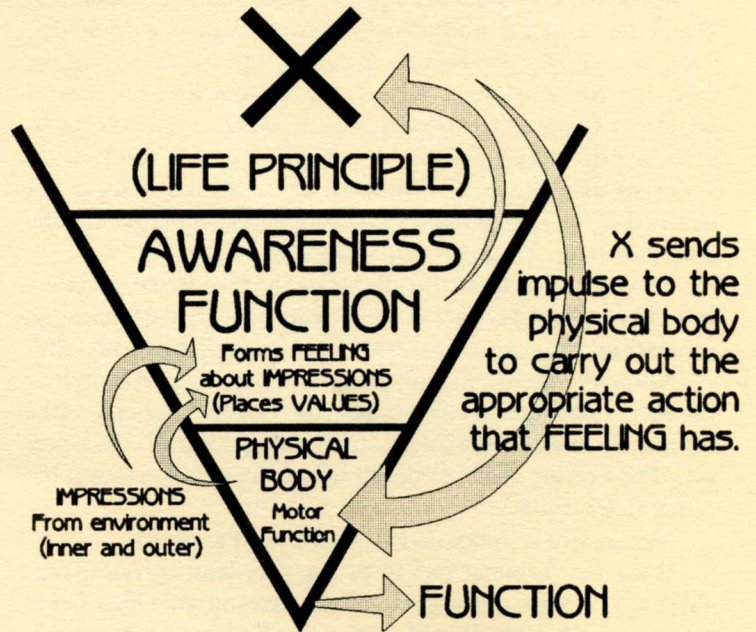 X
(LIFE PRINCIPLE)
AWARENESS
FUNCTION
Forms FEELING
about IMPRESSIONS
(Places VALUES)
PHYSICAL
BODY
Motor
Function
IMPRESSIONS
From environment
(inner and outer)
X sends
impulse to the
physical body
to carry out the
appropriate action
that FEELING has.
FUNCTION